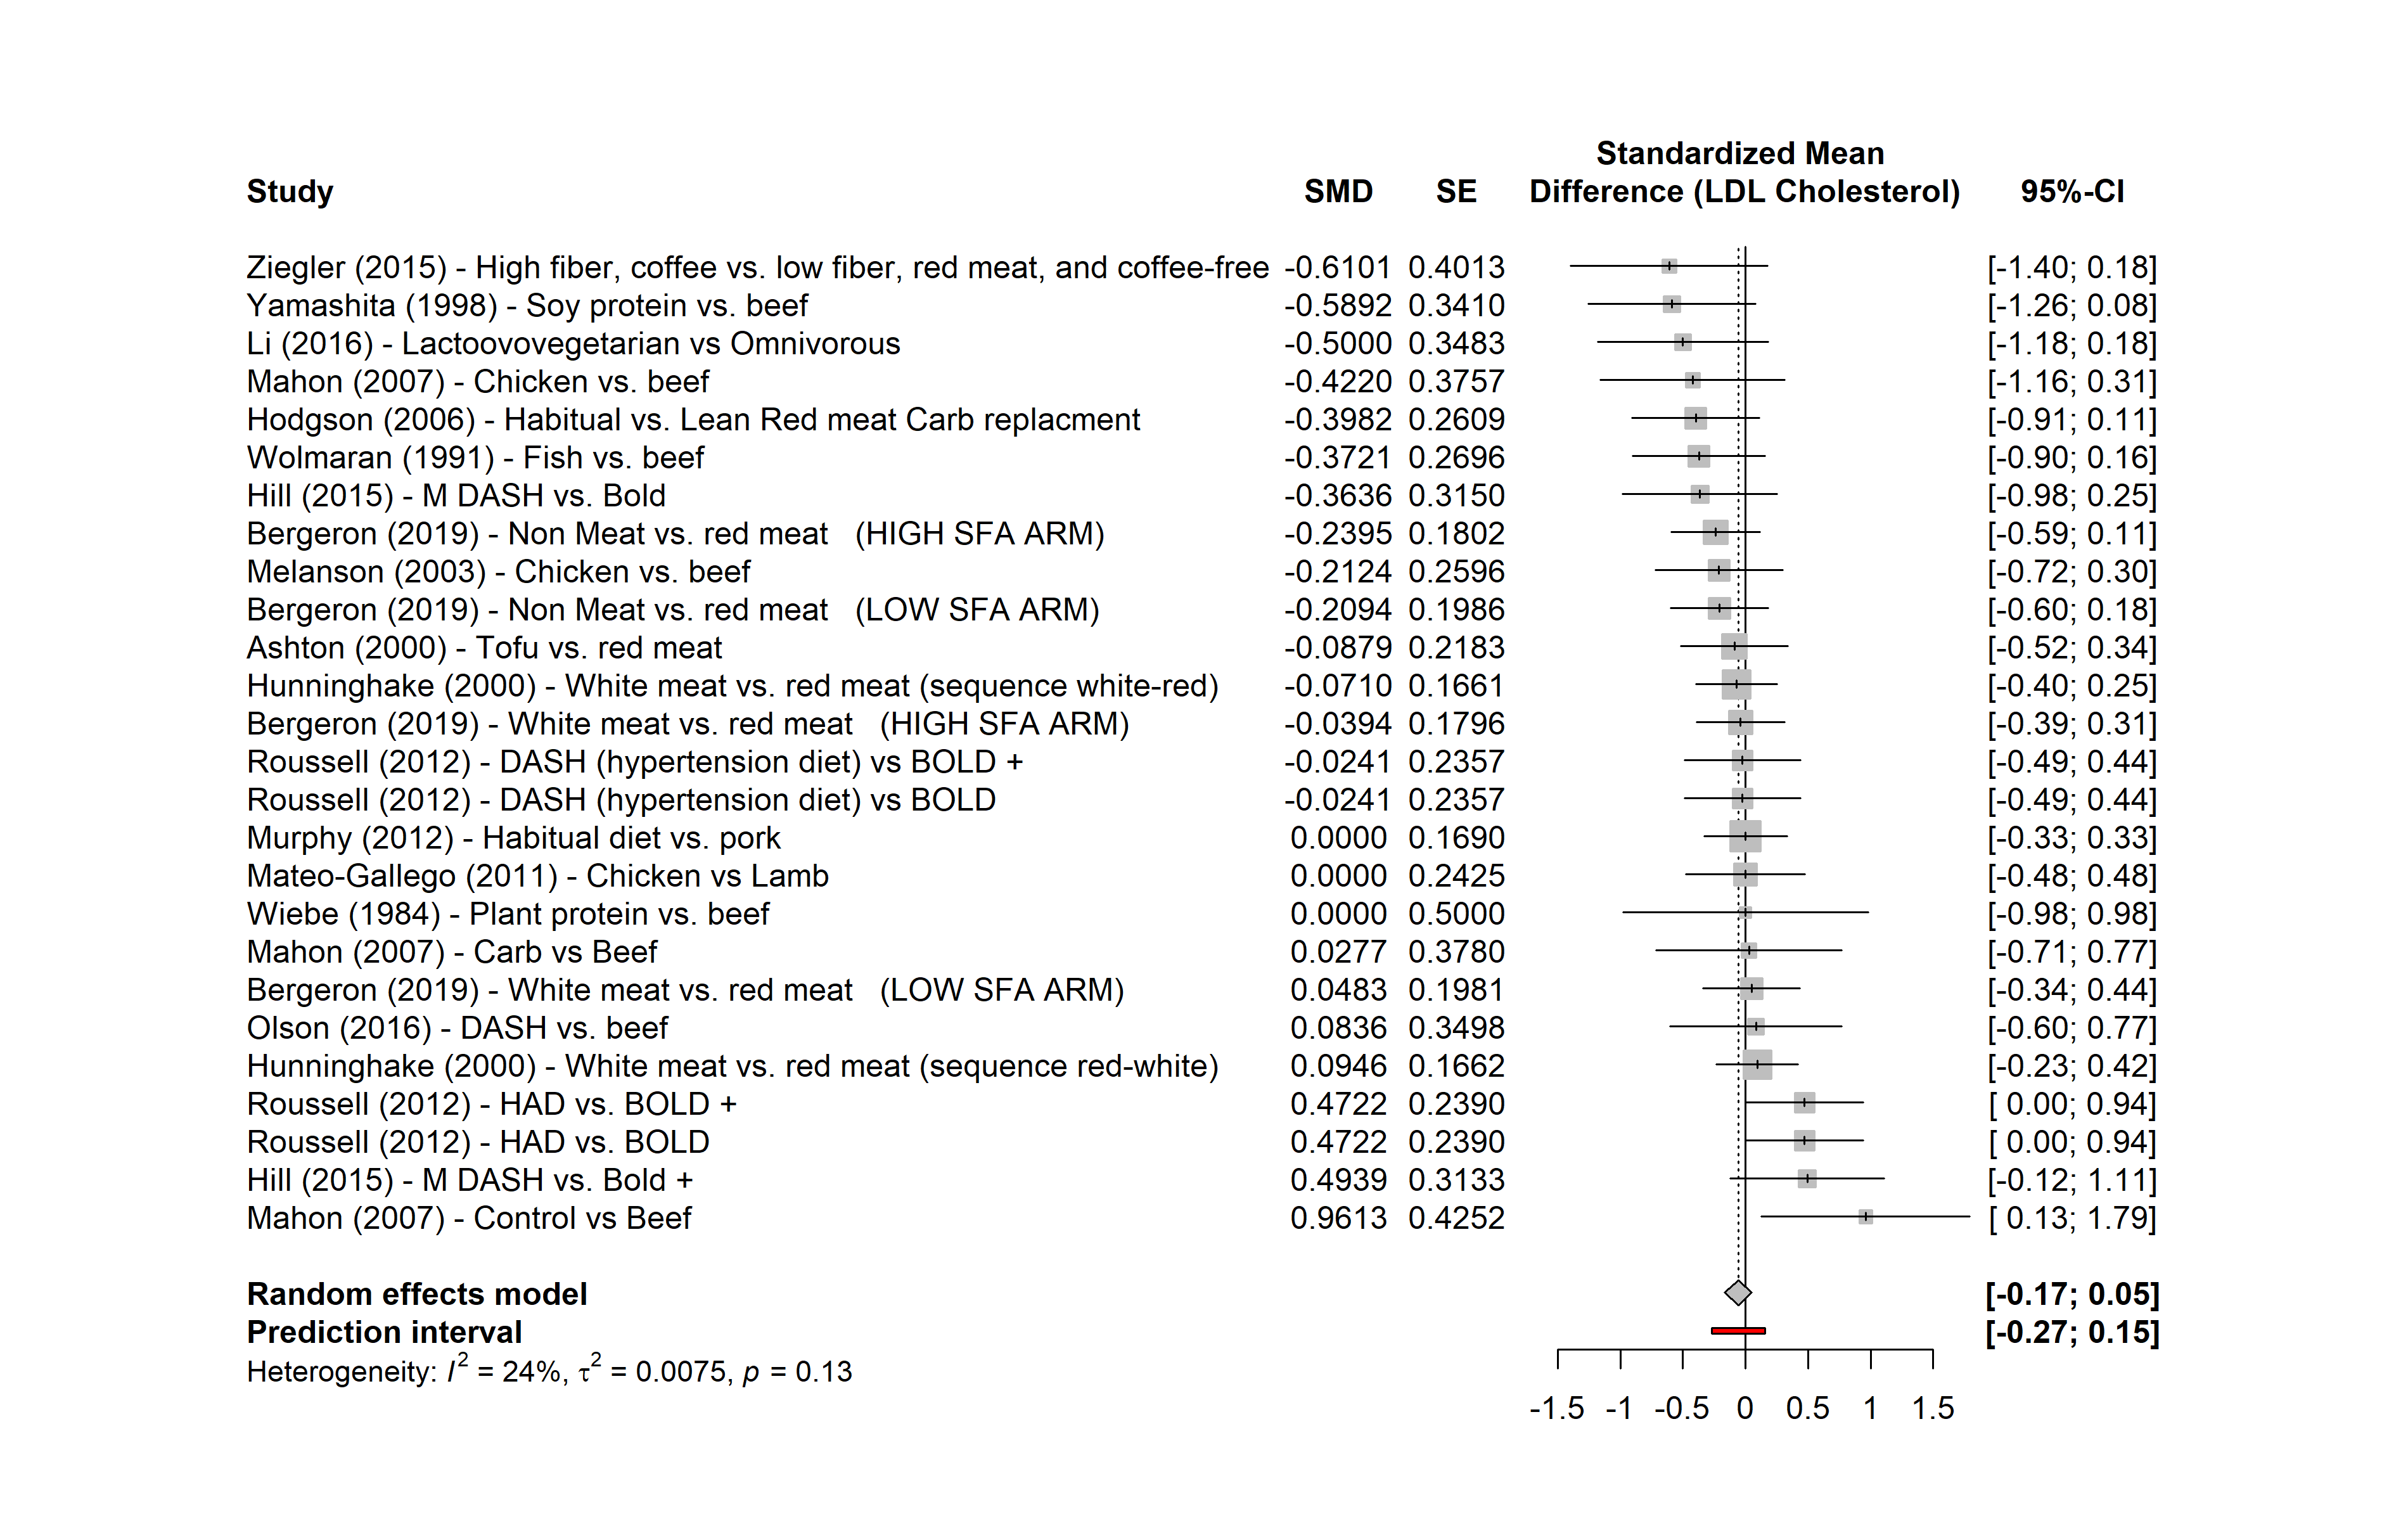 Standardized Mean
Study SMD SE Difference (LDL Cholesterol) 95%-CI
Ziegler (2015) - High fiber, coffee vs. low fiber, red meat, and coffee-free -0.6101 0.4013 [-1.40; 0.18]
Yamashita (1998) - Soy protein vs. beef -0.5892 0.3410 [-1.26; 0.08]
Li (2016) - Lactoovovegetarian vs Omnivorous -0.5000 0.3483 [-1.18; 0.18]
Mahon (2007) - Chicken vs. beef -0.4220 0.3757 [-1.16; 0.31]
Hodgson (2006) - Habitual vs. Lean Red meat Carb replacment -0.3982 0.2609 [-0.91; 0.11]
Wolmaran (1991) - Fish vs. beef -0.3721 0.2696 [-0.90; 0.16]
Hill (2015) - M DASH vs. Bold -0.3636 0.3150 [-0.98; 0.25]
Bergeron (2019) - Non Meat vs. red meat (HIGH SFA ARM) -0.2395 0.1802 [-0.59; 0.11]
Melanson (2003) - Chicken vs. beef -0.2124 0.2596 [-0.72; 0.30]
Bergeron (2019) - Non Meat vs. red meat (LOW SFA ARM) -0.2094 0.1986 [-0.60; 0.18]
Ashton (2000) - Tofu vs. red meat -0.0879 0.2183 [-0.52; 0.34]
Hunninghake (2000) - White meat vs. red meat (sequence white-red) -0.0710 0.1661 [-0.40; 0.25]
Bergeron (2019) - White meat vs. red meat (HIGH SFA ARM) -0.0394 0.1796 [-0.39; 0.31]
Roussell (2012) - DASH (hypertension diet) vs BOLD + -0.0241 0.2357 [-0.49; 0.44]
Roussell (2012) - DASH (hypertension diet) vs BOLD -0.0241 0.2357 [-0.49; 0.44]
Murphy (2012) - Habitual diet vs. pork 0.0000 0.1690 [-0.33; 0.33]
Mateo-Gallego (2011) - Chicken vs Lamb 0.0000 0.2425 [-0.48; 0.48]
Wiebe (1984) - Plant protein vs. beef 0.0000 0.5000 [-0.98; 0.98]
Mahon (2007) - Carb vs Beef 0.0277 0.3780 [-0.71; 0.77]
Bergeron (2019) - White meat vs. red meat (LOW SFA ARM) 0.0483 0.1981 [-0.34; 0.44]
Olson (2016) - DASH vs. beef 0.0836 0.3498 [-0.60; 0.77]
Hunninghake (2000) - White meat vs. red meat (sequence red-white) 0.0946 0.1662 [-0.23; 0.42]
Roussell (2012) - HAD vs. BOLD + 0.4722 0.2390 [ 0.00; 0.94]
Roussell (2012) - HAD vs. BOLD 0.4722 0.2390 [ 0.00; 0.94]
Hill (2015) - M DASH vs. Bold + 0.4939 0.3133 [-0.12; 1.11]
Mahon (2007) - Control vs Beef 0.9613 0.4252 [ 0.13; 1.79]
Random effects model [-0.17; 0.05]
Prediction interval [-0.27; 0.15]
Heterogeneity: I² = 24%, τ² = 0.0075, p = 0.13
-1.5 -1 -0.5 0 0.5 1 1.5